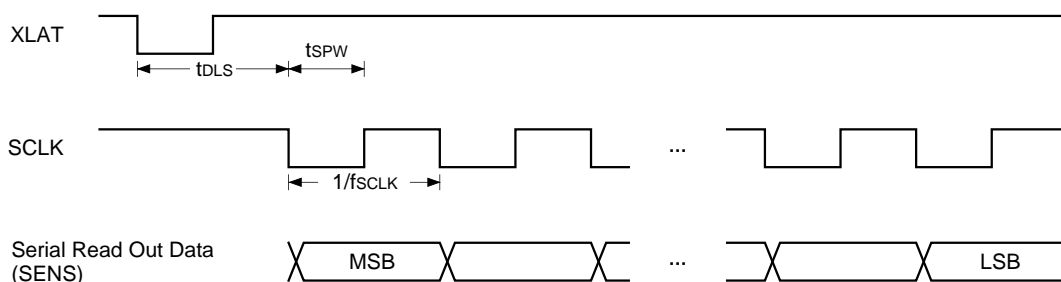 XLAT
tSPW
tDLS
SCLK
...
1/fSCLK
Serial Read Out Data
(SENS)
MSB
...
LSB